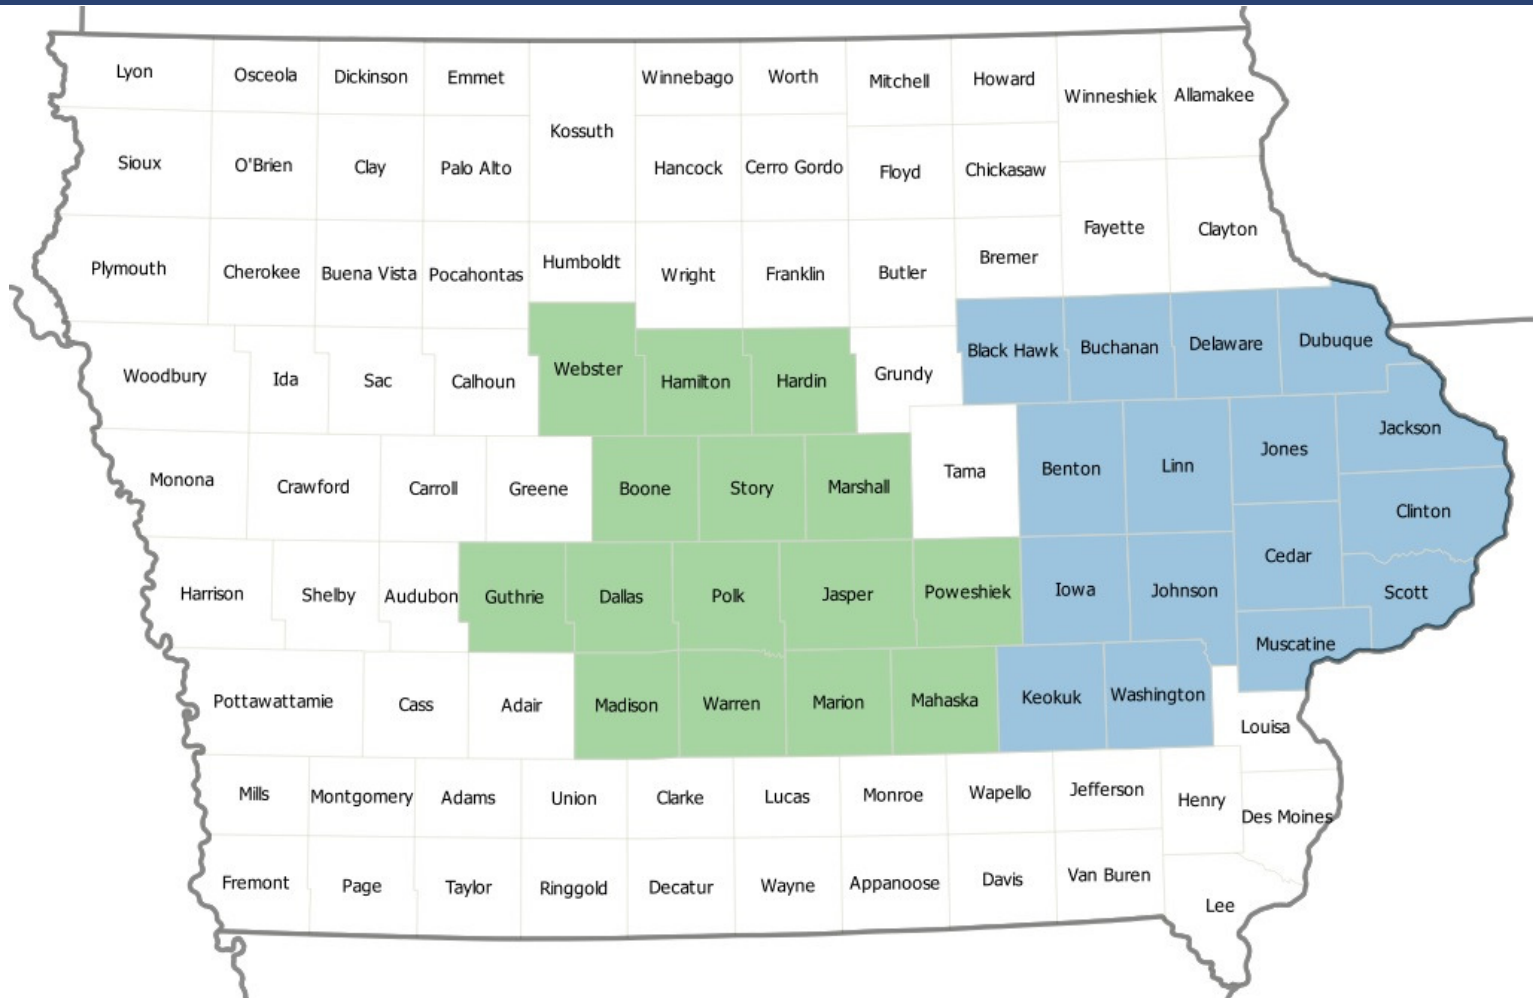 Lyon
Osceola
Dickinson
Emmet
Winnebago
Worth
Mitchell
Howard
Winneshiek
Allamakee
Kossuth
Sioux
O'Brien
Clay
Palo Alto
Hancock
Cerro Gordo
Floyd
Chickasaw
Fayette
Clayton
Plymouth
Cherokee
Buena Vista
Pocahontas
Humboldt
Wright
Franklin
Butler
Bremer
Woodbury
Ida
Sac
Calhoun
Webster
Hamilton
Hardin
Grundy
Black Hawk
Buchanan
Delaware
Dubuque
Monona
Crawford
Carroll
Greene
Boone
Story
Marshall
Tama
Benton
Linn
Jones
Jackson
Clinton
Harrison
Shelby
Audubon
Guthrie
Dallas
Polk
Jasper
Poweshiek
Iowa
Johnson
Cedar
Scott
Muscatine
Pottawattamie
Cass
Adair
Madison
Warren
Marion
Mahaska
Keokuk
Washington
Louisa
Mills
Montgomery
Adams
Union
Clarke
Lucas
Monroe
Wapello
Jefferson
Henry
Des Moines
Fremont
Page
Taylor
Ringgold
Decatur
Wayne
Appanoose
Davis
Van Buren
Lee